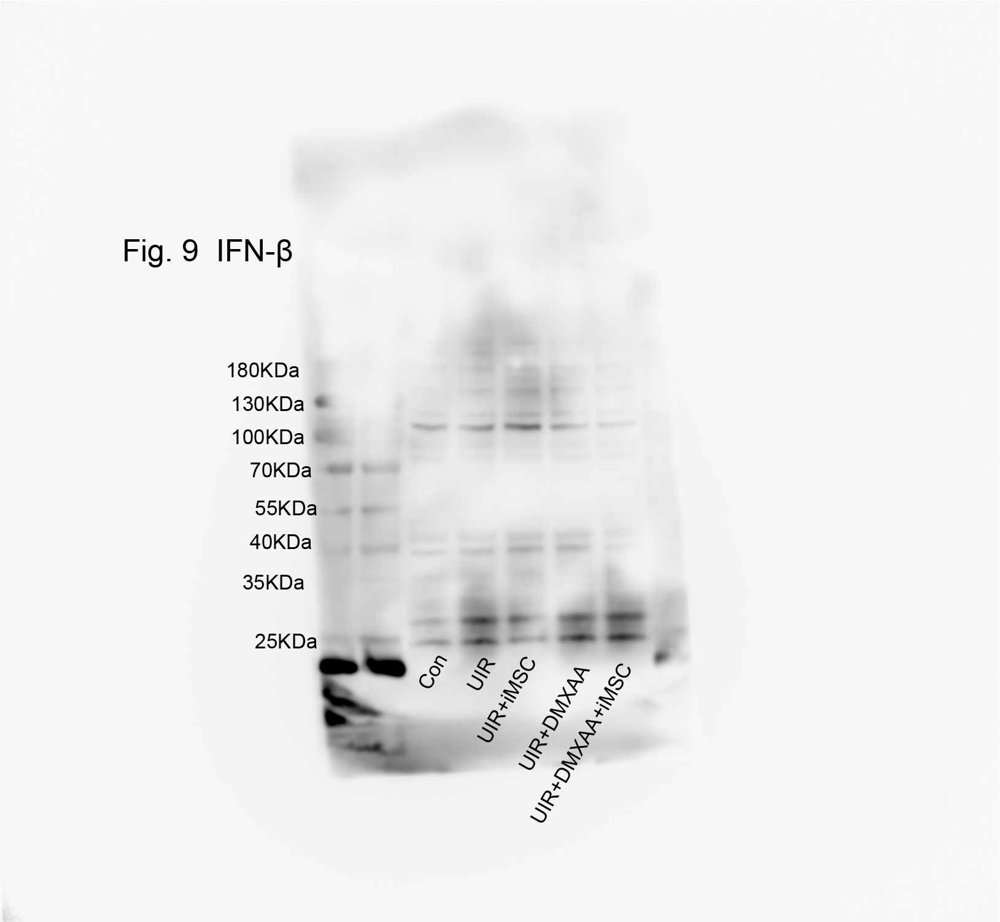 Fig. 9 IFN-β
180KDa
130KDa
100KDa
70KDa
55KDa
40KDa
35KDa
25KDa
Con
UIR
UIR+iMSC
UIR+DMXAA
UIR+DMXAA+iMSC